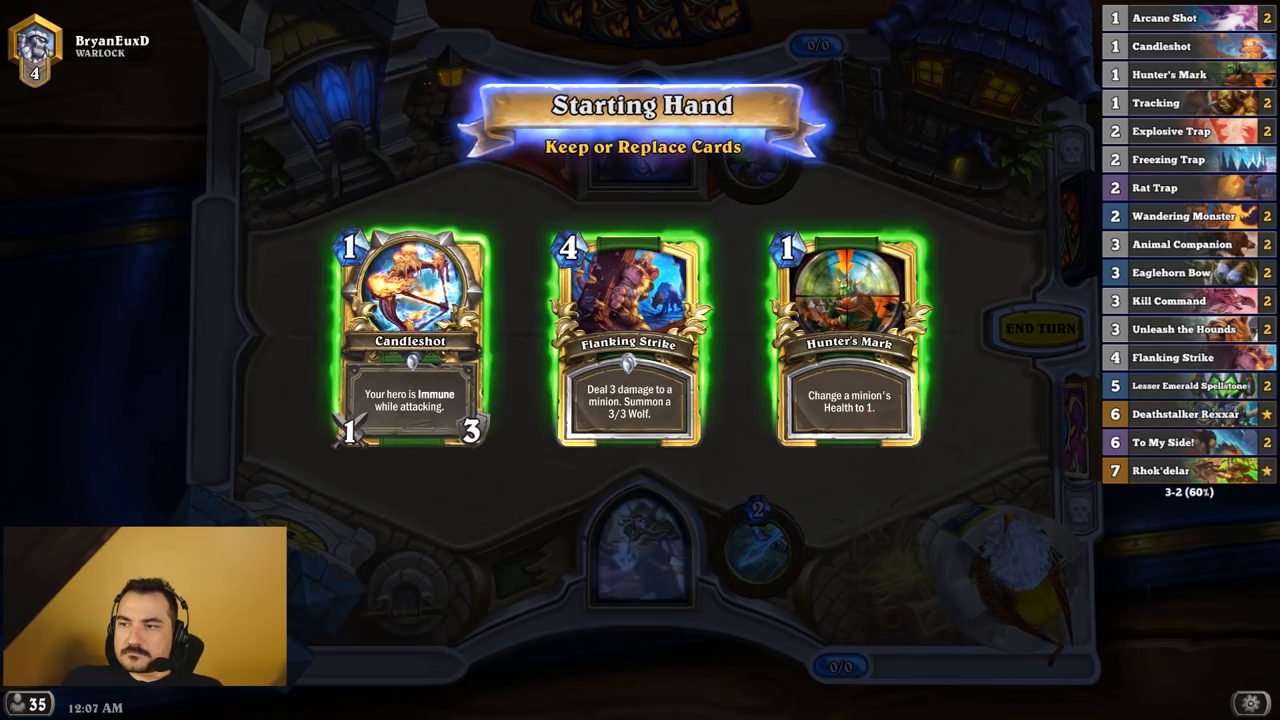 BryanEuxD
WARLOCK
4
0/0
Starting Hand
Keep or Replace Cards
1
Candleshot
Your hero is Immune
while attacking.
1
3
4
Flanking Strike
Deal 3 damage to a
minion. Summon a
3/3 Wolf.
1
Hunter's Mark
Change a minion's
Health to 1.
END TURN
2
0/0
1 Arcane Shot 2
1 Candleshot
1 Hunter's Mark
1 Tracking 2
2 Explosive Trap 2
2 Freezing Trap 2
2 Rat Trap
2 Wandering Monster 2
3 Animal Companion 2
3 Eaglehorn Bow 2
3 Kill Command 2
3 Unleash the Hounds 2
4 Flanking Strike
5 Lesser Emerald Spellstone 2
6 Deathstalker Rexxar
6 To My Side! 2
7 Rhok'delar
3-2 (60%)
35
12:07 AM